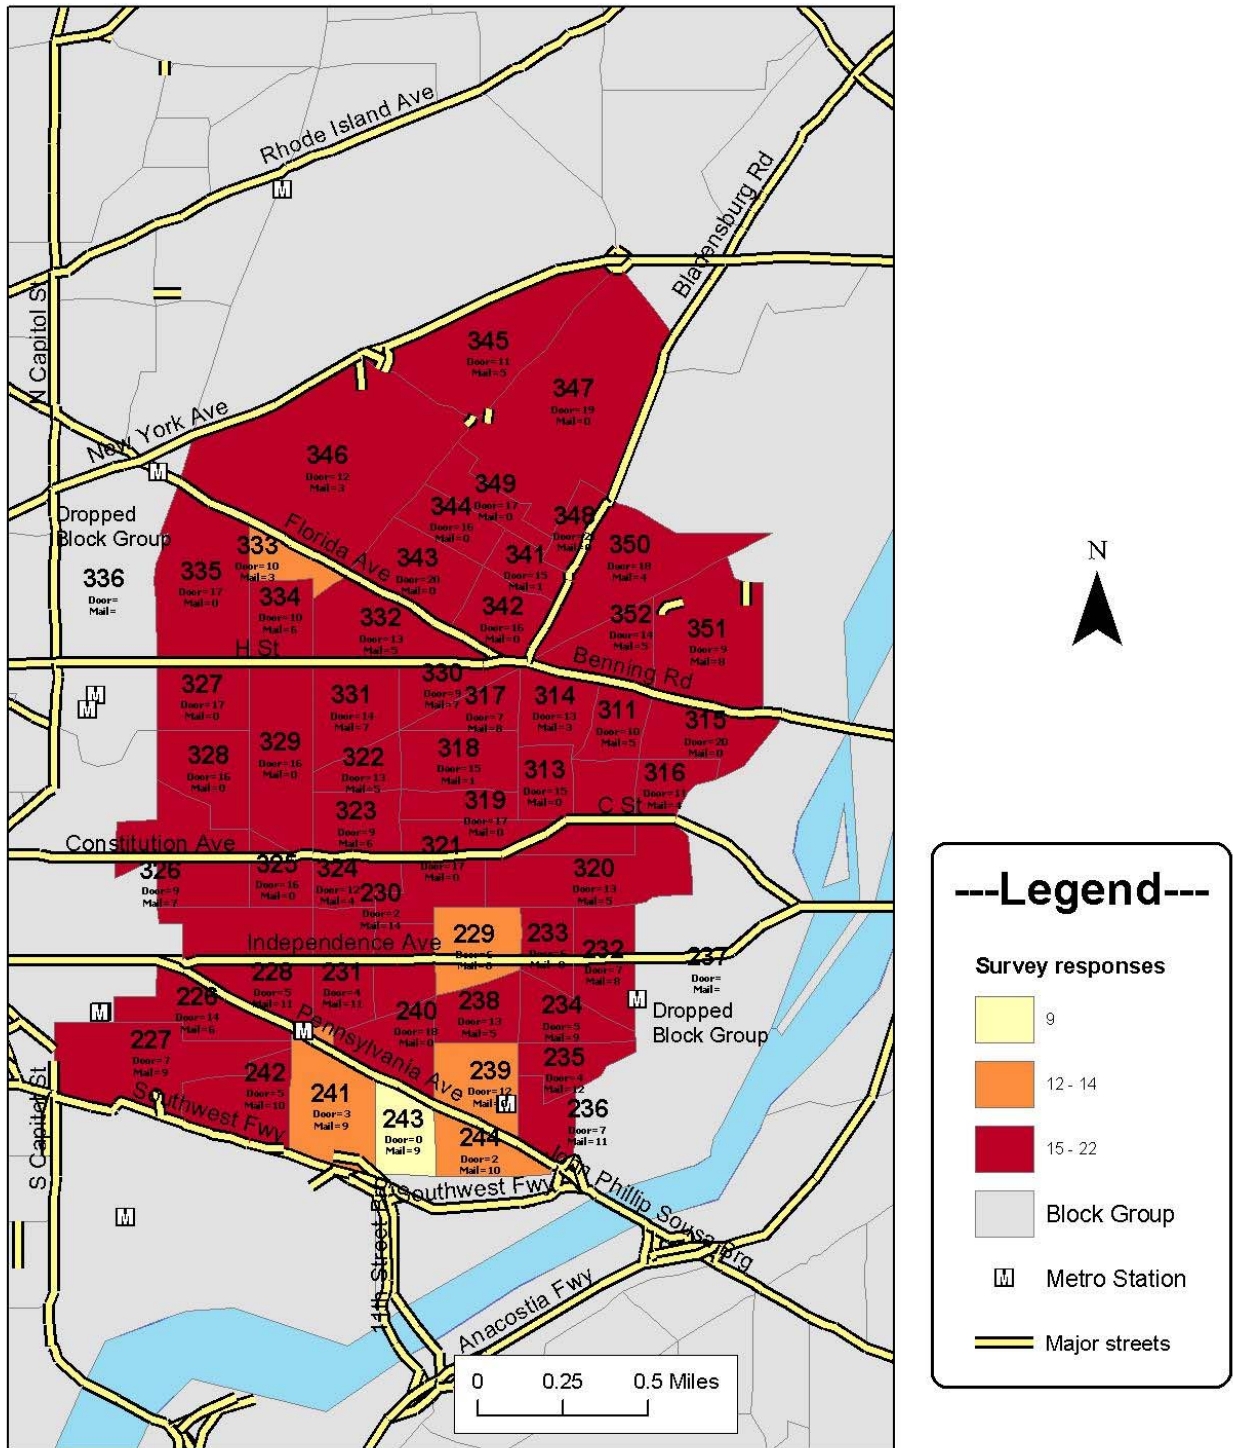 Rhode Island Ave
Bladensburg Rd
N Capitol St
345
Door=11
Mail=5
347
Door=19
Mail=0
New York Ave
346
Door=12
Mail=3
349
Door=17
Mail=0
344
Door=16
Mail=0
348
Dropped
Block Group
Florida Ave
333
Door=10
Mail=3
343
Door=20
Mail=0
341
Door=15
Mail=1
350
Door=18
Mail=4
336
Door=
Mail=
335
Door=17
Mail=0
334
Door=10
Mail=6
332
Door=13
Mail=5
342
Door=16
Mail=0
352
Door=14
Mail=5
351
Door=9
Mail=8
H St
Benning Rd
327
Door=17
Mail=0
331
Door=14
Mail=7
330
Door=9
Mail=7
317
Door=7
Mail=8
314
Door=13
Mail=3
311
Door=10
Mail=5
315
Door=20
Mail=0
328
Door=16
Mail=0
329
Door=16
Mail=0
322
Door=13
Mail=5
318
Door=15
Mail=1
313
Door=15
Mail=0
316
Door=11
Mail=4
323
Door=9
Mail=6
319
Door=17
Mail=0
C St
Constitution Ave
326
Door=9
Mail=7
325
Door=16
Mail=0
324
Door=12
Mail=4
321
Door=17
Mail=0
320
Door=13
Mail=5
230
Door=2
Mail=14
Independence Ave
229
Mail=8
233
232
Door=7
Mail=8
237
Door=
Mail=
Dropped
Block Group
228
Door=5
Mail=11
231
Door=4
Mail=11
226
Door=14
Mail=6
240
Door=18
Mail=0
238
Door=13
Mail=5
234
Door=5
Mail=9
227
Door=7
Mail=9
Pennsylvania Ave
242
Door=5
Mail=10
241
Door=3
Mail=9
239
Door=12
235
Door=4
Mail=12
243
Door=0
Mail=9
244
Door=2
Mail=10
236
Door=7
Mail=11
S Capitol St
Southwest Fwy
Southwest Fwy
14th Street
John Phillip Sousa Brg
Anacostia Fwy
0 0.25 0.5 Miles
N
---Legend---
Survey responses
9
12 - 14
15 - 22
Block Group
M Metro Station
Major streets